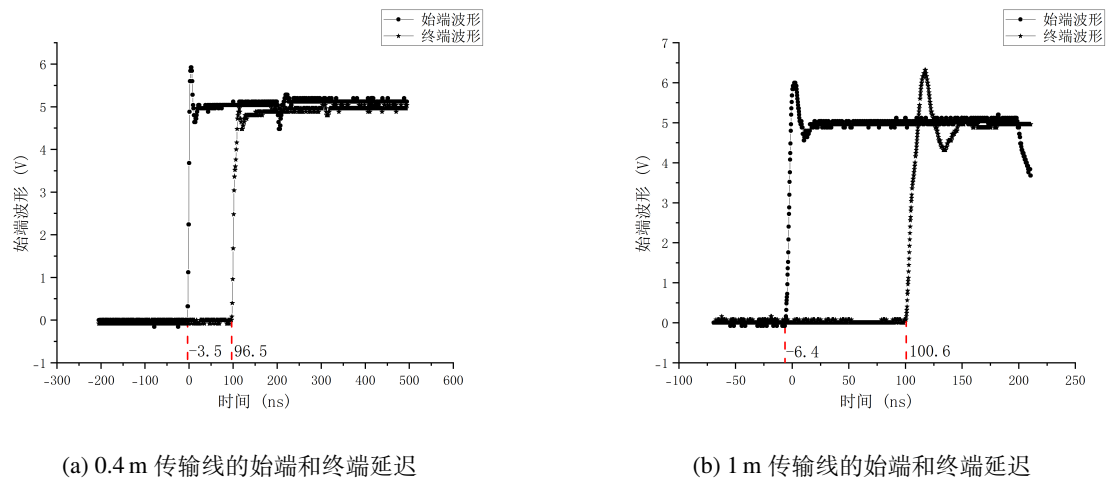 始端波形
终端波形
6
5
4
3
2
1
0
-1
始端波形 (V)
-3.5
96.5
-300 -200 -100 0 100 200 300 400 500 600
时间 (ns)
(a) 0.4 m 传输线的始端和终端延迟
始端波形
终端波形
7
6
5
4
3
2
1
0
-1
始端波形 (V)
-6.4
100.6
-100 -50 0 50 100 150 200 250
时间 (ns)
(b) 1 m 传输线的始端和终端延迟